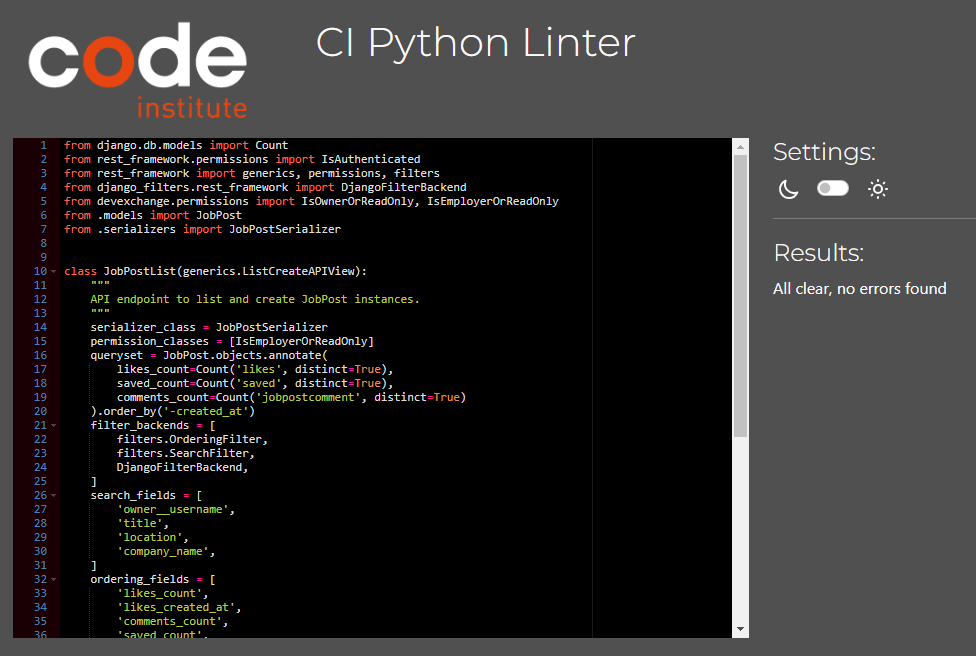 code
institute
CI Python Linter
1 from django.db.models import Count
2 from rest_framework.permissions import IsAuthenticated
3 from rest_framework import generics, permissions, filters
4 from django_filters.rest_framework import DjangoFilterBackend
5 from devexchange.permissions import IsOwnerOrReadOnly, IsEmployerOrReadOnly
6 from .models import JobPost
7 from .serializers import JobPostSerializer
8
9
10 class JobPostList(generics.ListCreateAPIView):
11     """
12     API endpoint to list and create JobPost instances.
13     """
14     serializer_class = JobPostSerializer
15     permission_classes = [IsEmployerOrReadOnly]
16     queryset = JobPost.objects.annotate(
17         likes_count=Count('likes', distinct=True),
18         saved_count=Count('saved', distinct=True),
19         comments_count=Count('jobpostcomment', distinct=True)
20     ).order_by('-created_at')
21     filter_backends = [
22         filters.OrderingFilter,
23         filters.SearchFilter,
24         DjangoFilterBackend,
25     ]
26     search_fields = [
27         'owner__username',
28         'title',
29         'location',
30         'company_name',
31     ]
32     ordering_fields = [
33         'likes_count',
34         'likes_created_at',
35         'comments_count',
36         'saved_count',
Settings:
Results:
All clear, no errors found